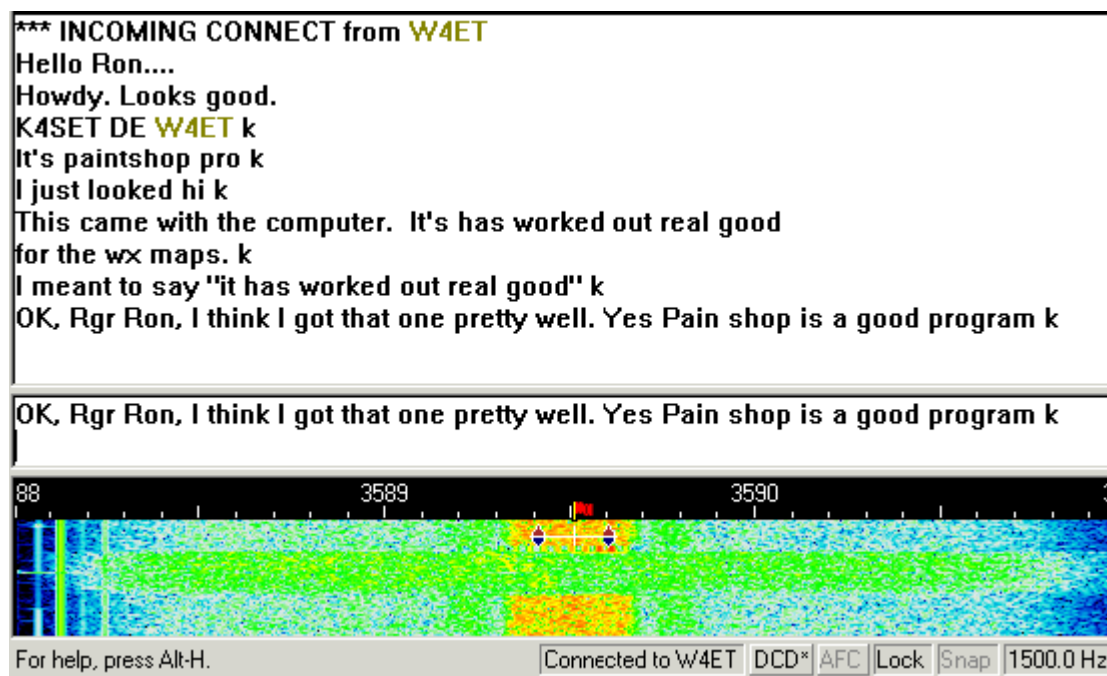 *** INCOMING CONNECT from W4ET
Hello Ron....
Howdy. Looks good.
K4SET DE W4ET k
It's paintshop pro k
I just looked hi k
This came with the computer.  It's has worked out real good
for the wx maps. k
I meant to say "it has worked out real good" k
OK, Rgr Ron, I think I got that one pretty well. Yes Pain shop is a good program k
OK, Rgr Ron, I think I got that one pretty well. Yes Pain shop is a good program k
88 3589 3590
For help, press Alt-H. Connected to W4ET DCD* AFC Lock Snap 1500.0 Hz